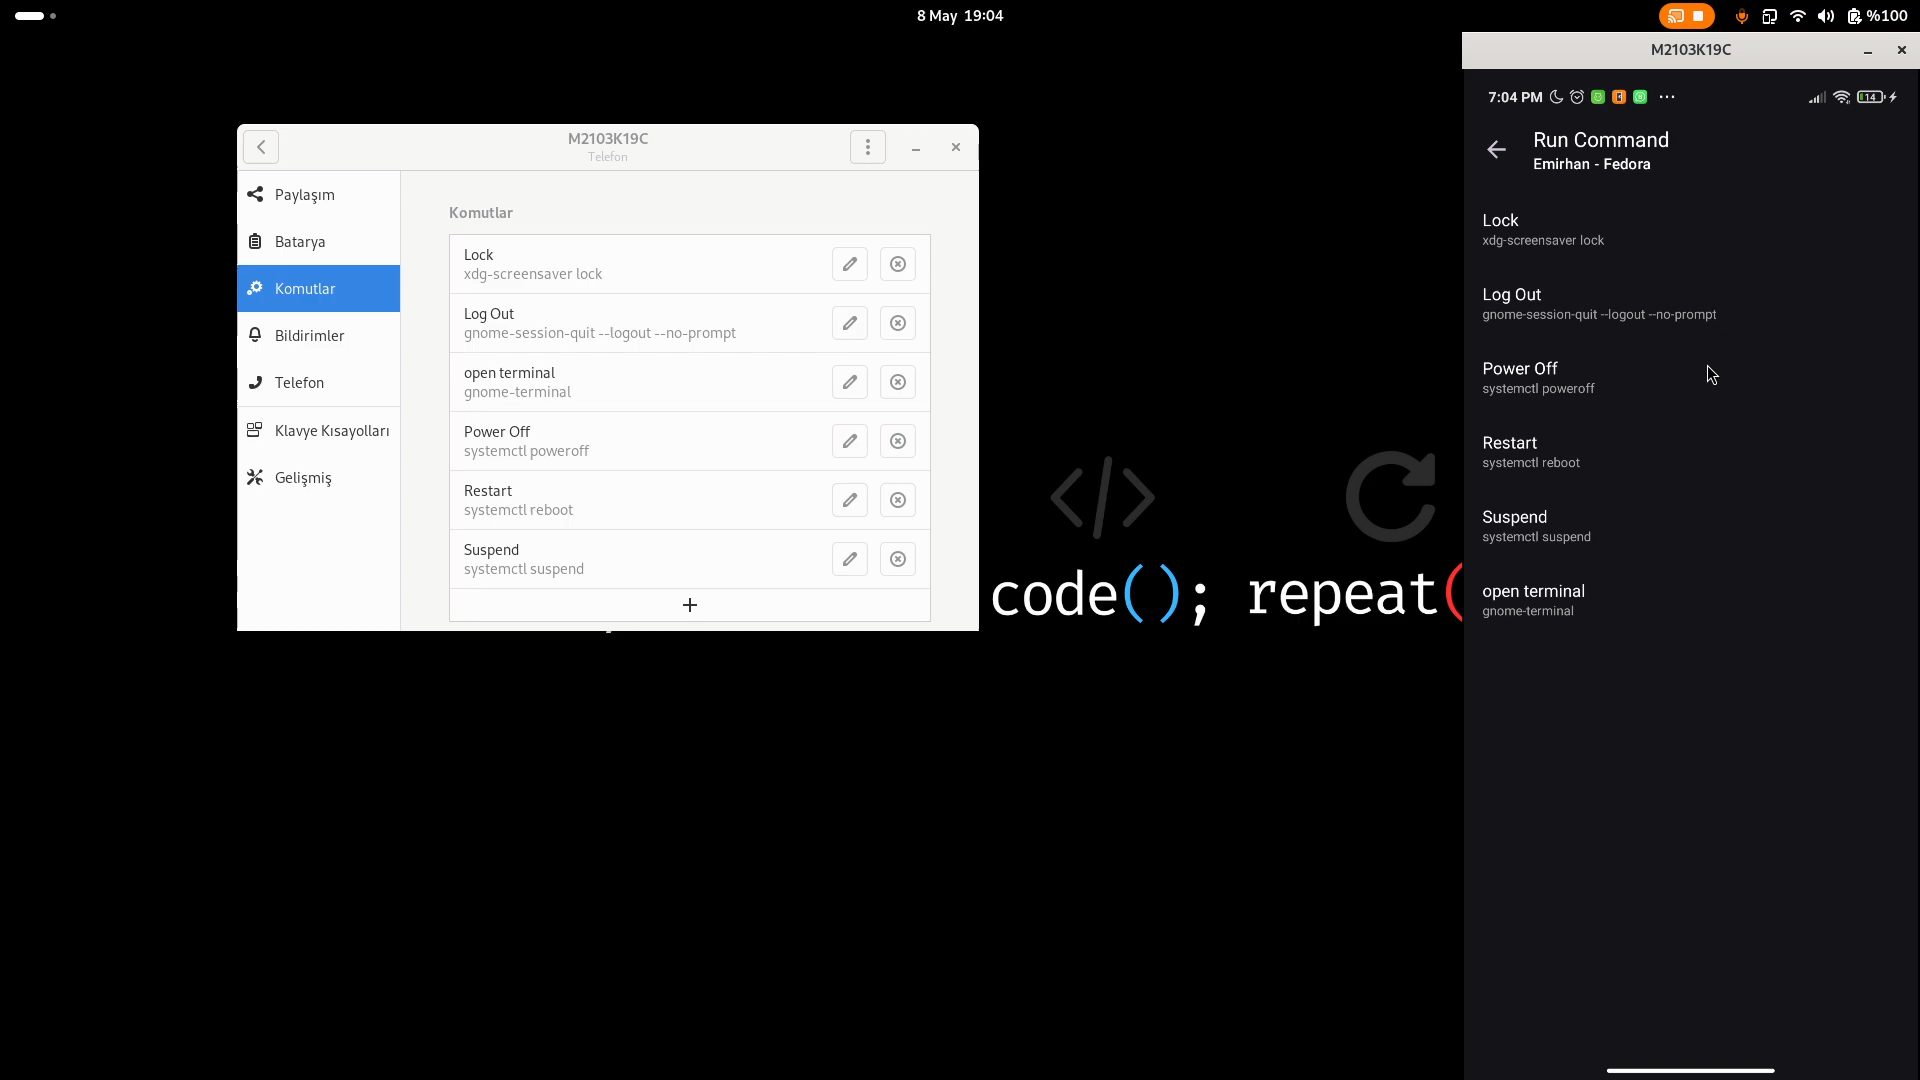 8 May 19:04
%100
M2103K19C
Telefon
Paylaşım
Batarya
Komutlar
Bildirimler
Telefon
Klavye Kısayolları
Gelişmiş
Komutlar
Lock
xdg-screensaver lock
Log Out
gnome-session-quit --logout --no-prompt
open terminal
gnome-terminal
Power Off
systemctl poweroff
Restart
systemctl reboot
Suspend
systemctl suspend
code(); repeat(
M2103K19C
7:04 PM
14
Run Command
Emirhan - Fedora
Lock
xdg-screensaver lock
Log Out
gnome-session-quit --logout --no-prompt
Power Off
systemctl poweroff
Restart
systemctl reboot
Suspend
systemctl suspend
open terminal
gnome-terminal